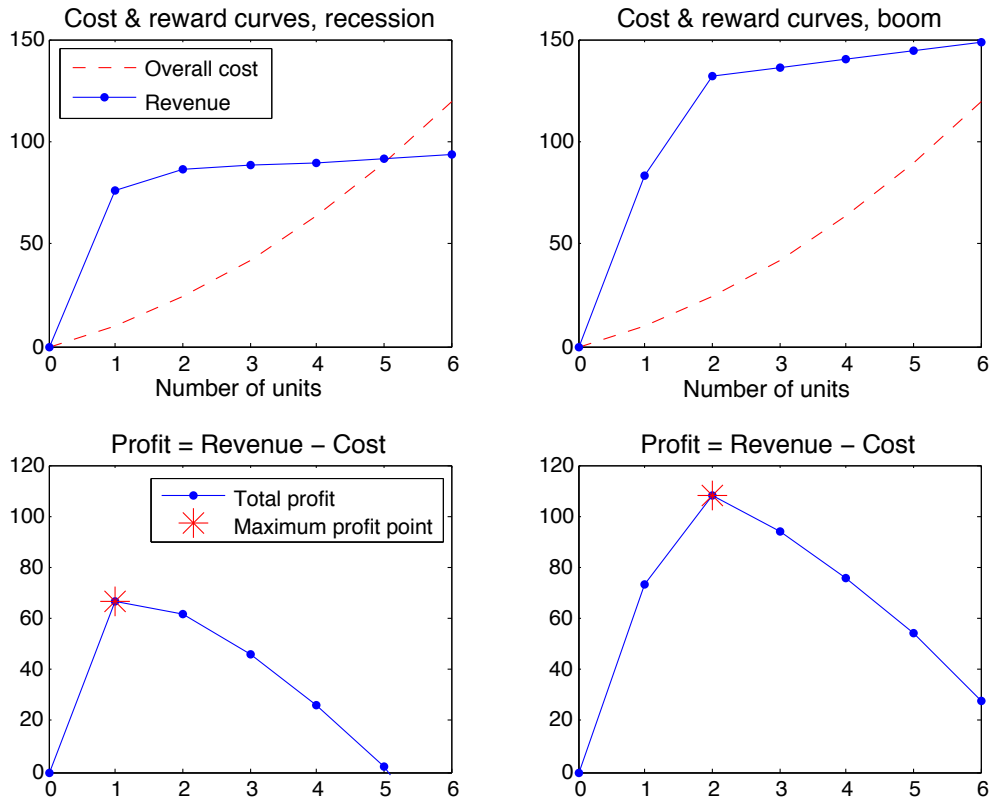 Cost & reward curves, recession
150
100
50
0
Overall cost
Revenue
0 1 2 3 4 5 6
Number of units
Cost & reward curves, boom
150
100
50
0
0 1 2 3 4 5 6
Number of units
Profit = Revenue − Cost
120
100
80
60
40
20
0
Total profit
Maximum profit point
0 1 2 3 4 5 6
Profit = Revenue − Cost
120
100
80
60
40
20
0
0 1 2 3 4 5 6